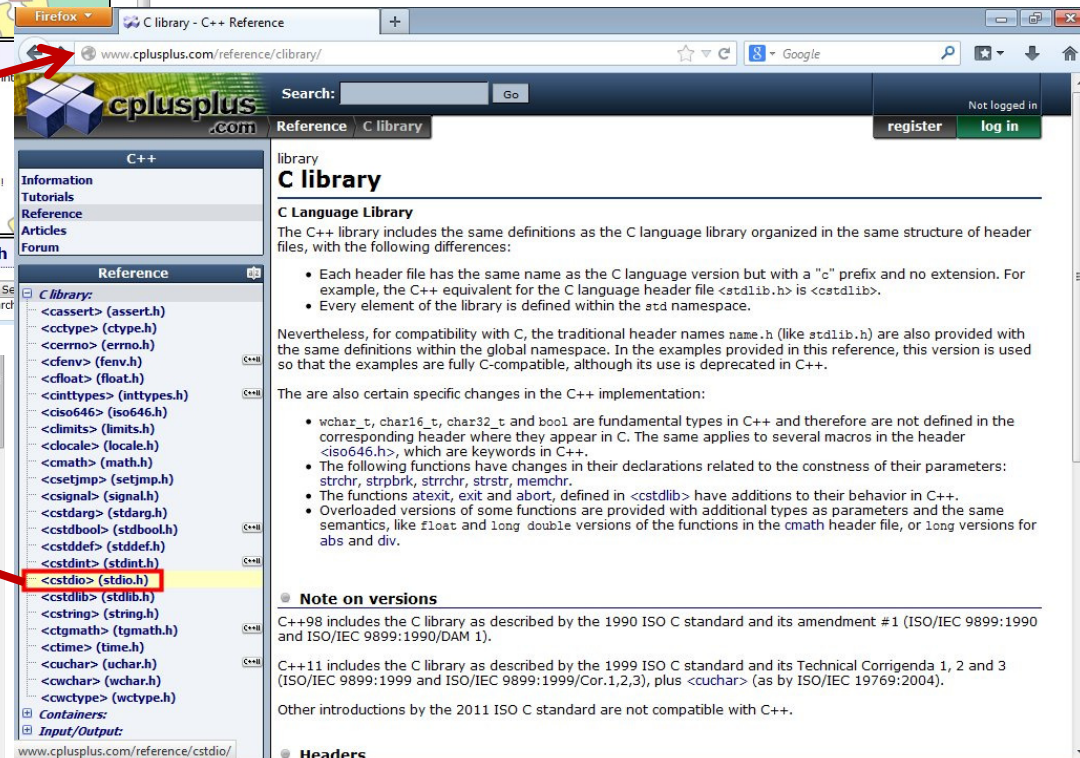 Firefox
C library - C++ Reference
www.cplusplus.com/reference/clibrary/
Google
cplusplus
.com
Search:
Go
Not logged in
Reference
C library
register
log in
C++
Information
Tutorials
Reference
Articles
Forum
Reference
C library:
<cassert> (assert.h)
<cctype> (ctype.h)
<cerrno> (errno.h)
<cfenv> (fenv.h)
<cfloat> (float.h)
<cinttypes> (inttypes.h)
<ciso646> (iso646.h)
<climits> (limits.h)
<clocale> (locale.h)
<cmath> (math.h)
<csetjmp> (setjmp.h)
<csignal> (signal.h)
<cstdarg> (stdarg.h)
<cstdbool> (stdbool.h)
<cstddef> (stddef.h)
<cstdint> (stdint.h)
<cstdio> (stdio.h)
<cstdlib> (stdlib.h)
<cstring> (string.h)
<ctgmath> (tgmath.h)
<ctime> (time.h)
<cuchar> (uchar.h)
<cwchar> (wchar.h)
<cwctype> (wctype.h)
Containers:
Input/Output:
www.cplusplus.com/reference/cstdio/
library
C library
C Language Library
The C++ library includes the same definitions as the C language library organized in the same structure of header
files, with the following differences:
• Each header file has the same name as the C language version but with a "c" prefix and no extension. For
example, the C++ equivalent for the C language header file <stdlib.h> is <cstdlib>.
• Every element of the library is defined within the std namespace.
Nevertheless, for compatibility with C, the traditional header names name.h (like stdlib.h) are also provided with
the same definitions within the global namespace. In the examples provided in this reference, this version is used
so that the examples are fully C-compatible, although its use is deprecated in C++.
The are also certain specific changes in the C++ implementation:
• wchar_t, char16_t, char32_t and bool are fundamental types in C++ and therefore are not defined in the
corresponding header where they appear in C. The same applies to several macros in the header
<iso646.h>, which are keywords in C++.
• The following functions have changes in their declarations related to the constness of their parameters:
strchr, strpbrk, strrchr, strstr, memchr.
• The functions atexit, exit and abort, defined in <cstdlib> have additions to their behavior in C++.
• Overloaded versions of some functions are provided with additional types as parameters and the same
semantics, like float and long double versions of the functions in the cmath header file, or long versions for
abs and div.
Note on versions
C++98 includes the C library as described by the 1990 ISO C standard and its amendment #1 (ISO/IEC 9899:1990
and ISO/IEC 9899:1990/DAM 1).
C++11 includes the C library as described by the 1999 ISO C standard and its Technical Corrigenda 1, 2 and 3
(ISO/IEC 9899:1999 and ISO/IEC 9899:1999/Cor.1,2,3), plus <cuchar> (as by ISO/IEC 19769:2004).
Other introductions by the 2011 ISO C standard are not compatible with C++.
Headers